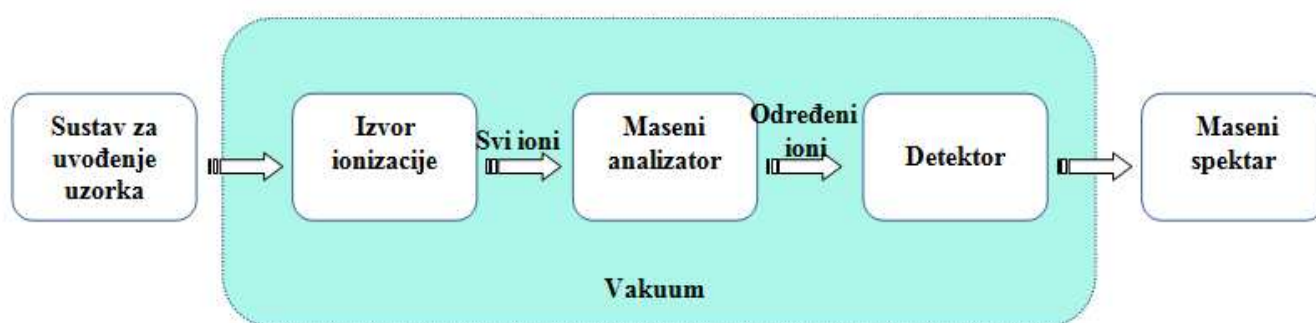 Sustav za
uvođenje
uzorka
Izvor
ionizacije
Svi ioni
Maseni
analizator
Određeni
ioni
Detektor
Maseni
spektar
Vakuum